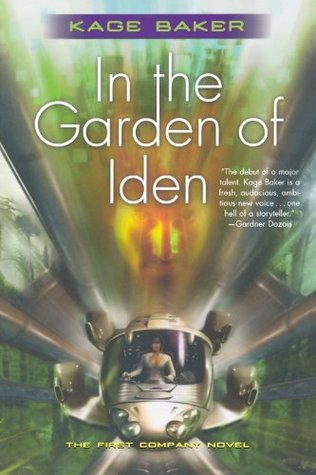 KAGE BAKER
In the
Garden of
Iden
"The debut of a major
talent. Kage Baker is a
fresh, audacious, ambi-
tious new voice . . . one
hell of a storyteller."
—Gardner Dozois
THE FIRST COMPANY NOVEL